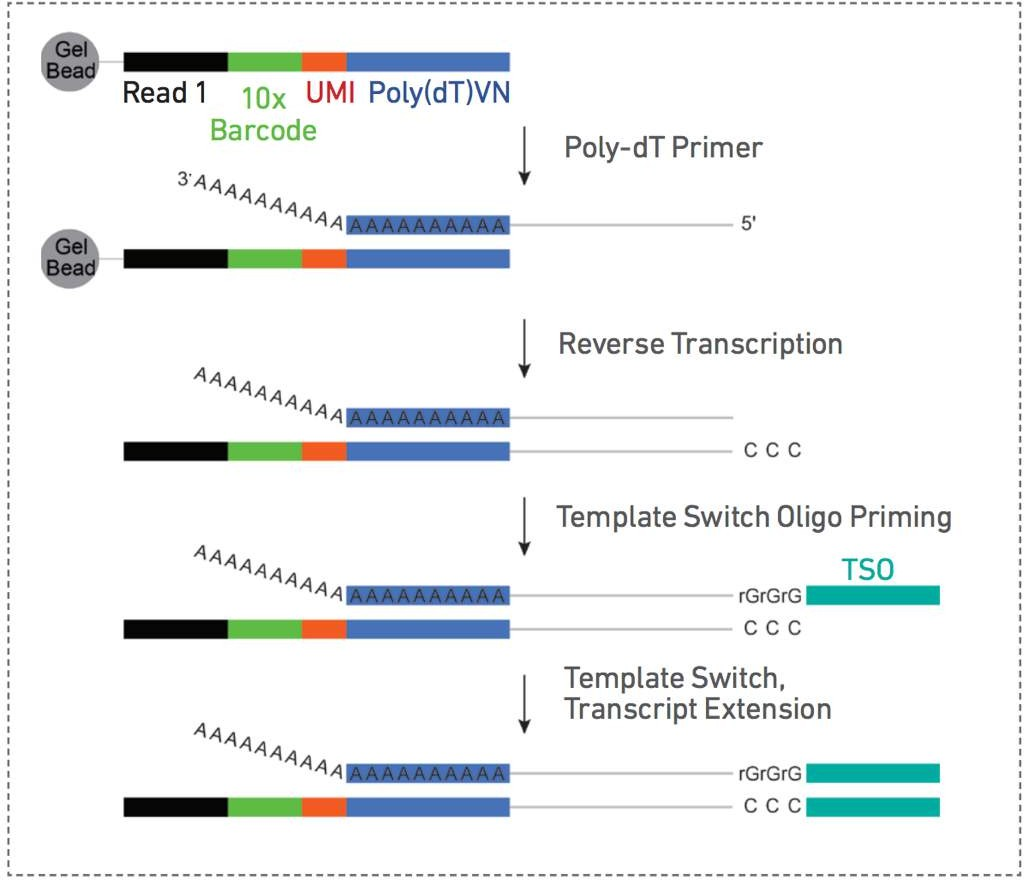 Gel
Bead
Read 1
10x
Barcode
UMI
Poly(dT)VN
Poly-dT Primer
3'AAAAAAAAAA
AAAAAAAAAA
5'
Gel
Bead
Reverse Transcription
AAAAAAAAAA
AAAAAAAAAA
C C C
Template Switch Oligo Priming
TSO
AAAAAAAAAA
AAAAAAAAAA
rGrGrG
C C C
Template Switch,
Transcript Extension
AAAAAAAAAA
AAAAAAAAAA
rGrGrG
C C C